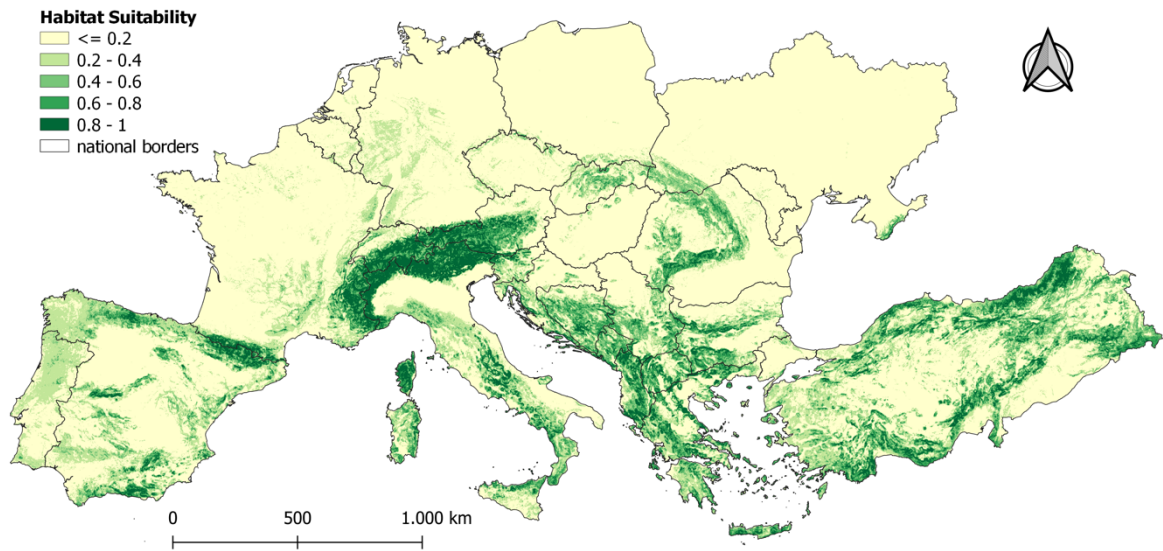 Habitat Suitability
<= 0.2
0.2 - 0.4
0.4 - 0.6
0.6 - 0.8
0.8 - 1
national borders
0 500 1.000 km